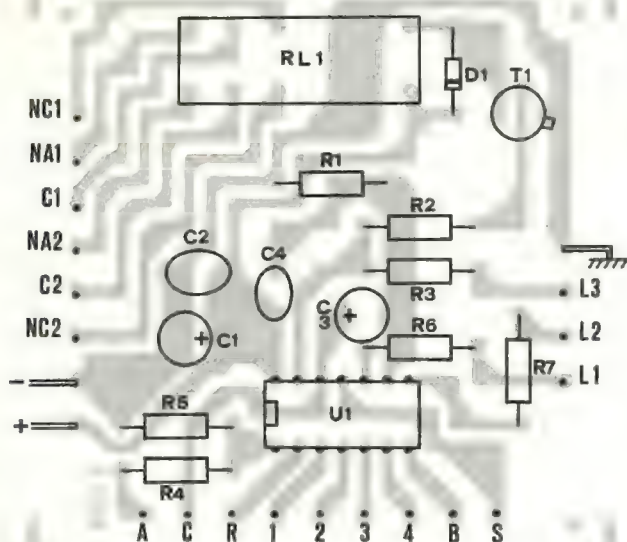 RL1
D1
T1
NC1
NA1
C1
NA2
C2
NC2
-
+
R1
R2
C2
C4
R3
C3
C1
R6
L3
L2
L1
R7
R5
U1
R4
A C R 1 2 3 4 B S